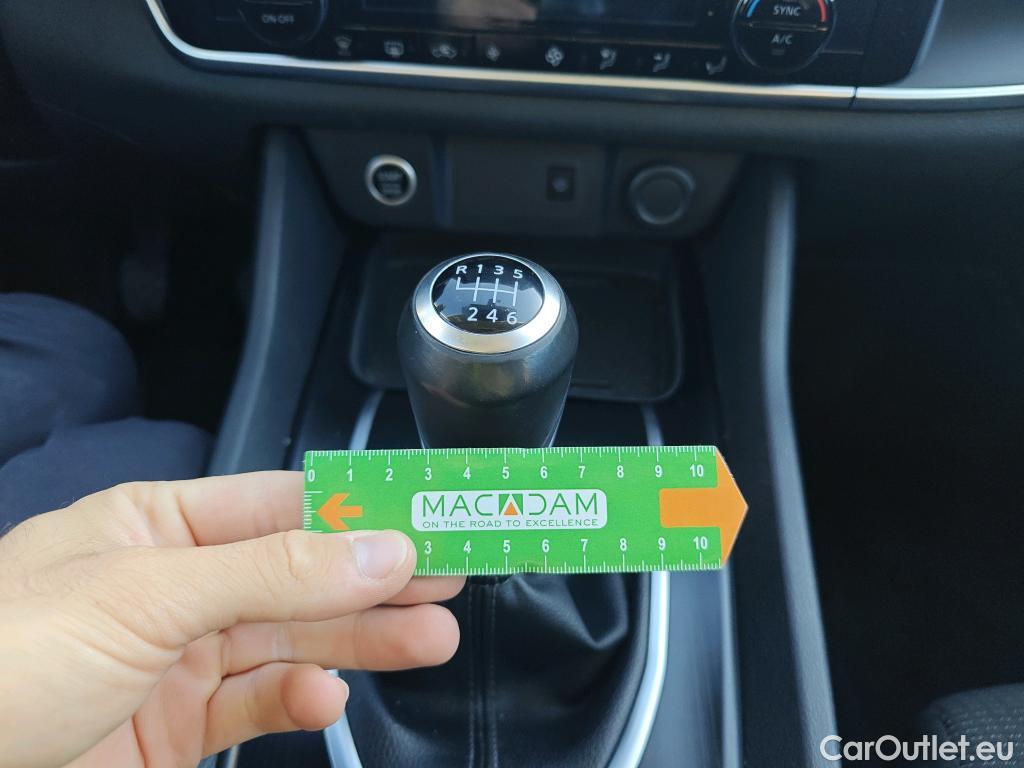 ON·OFF
SYNC
A/C
R 1 3 5
2 4 6
0 1 2 3 4 5 6 7 8 9 10
MACADAM
ON THE ROAD TO EXCELLENCE
3 4 5 6 7 8 9 10
CarOutlet.eu